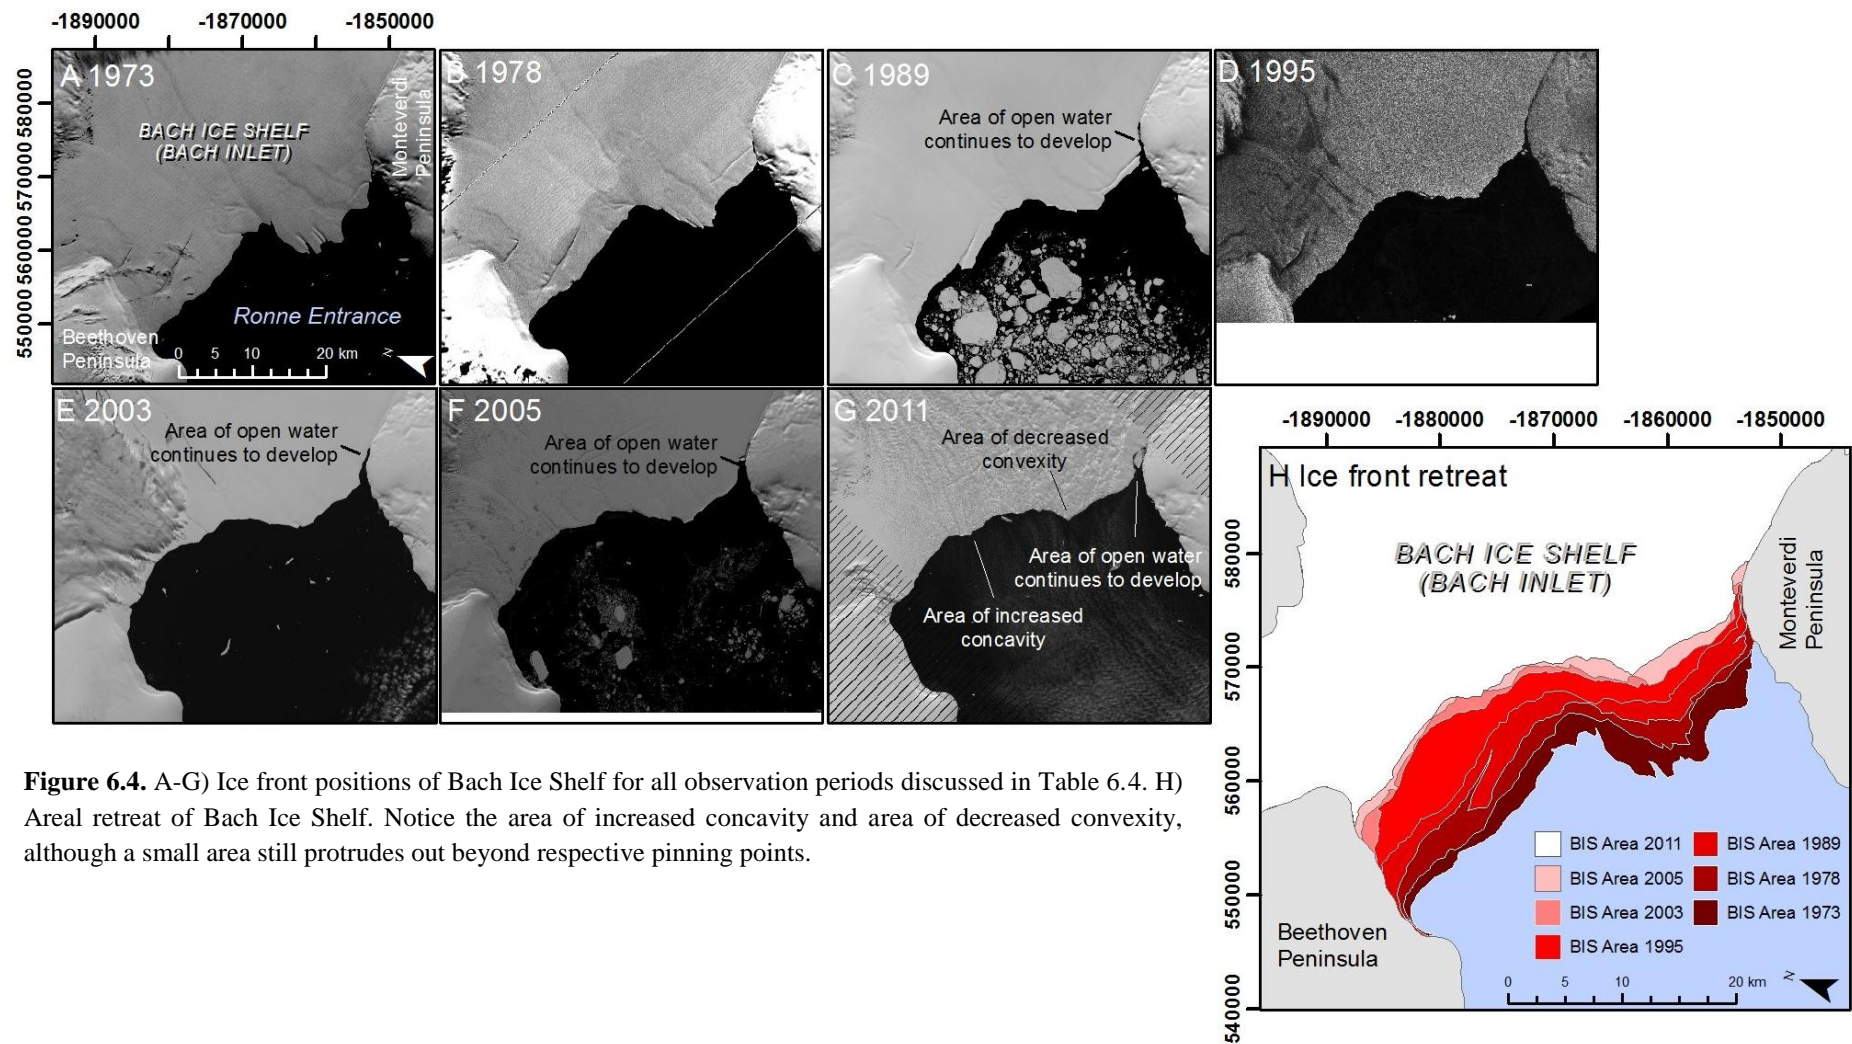 -1890000 -1870000 -1850000
580000
570000
560000
550000
A 1973
BACH ICE SHELF
(BACH INLET)
Monteverdi
Peninsula
Ronne Entrance
Beethoven
Peninsula
0 5 10 20 km
N
B 1978
C 1989
Area of open water
continues to develop
D 1995
E 2003
Area of open water
continues to develop
F 2005
Area of open water
continues to develop
G 2011
Area of decreased
convexity
Area of open water
continues to develop
Area of increased
concavity
-1890000 -1880000 -1870000 -1860000 -1850000
580000
570000
560000
550000
540000
H Ice front retreat
BACH ICE SHELF
(BACH INLET)
Monteverdi
Peninsula
Beethoven
Peninsula
BIS Area 2011
BIS Area 2005
BIS Area 2003
BIS Area 1995
BIS Area 1989
BIS Area 1978
BIS Area 1973
0 5 10 20 km
N
Figure 6.4. A-G) Ice front positions of Bach Ice Shelf for all observation periods discussed in Table 6.4. H)
Areal retreat of Bach Ice Shelf. Notice the area of increased concavity and area of decreased convexity,
although a small area still protrudes out beyond respective pinning points.